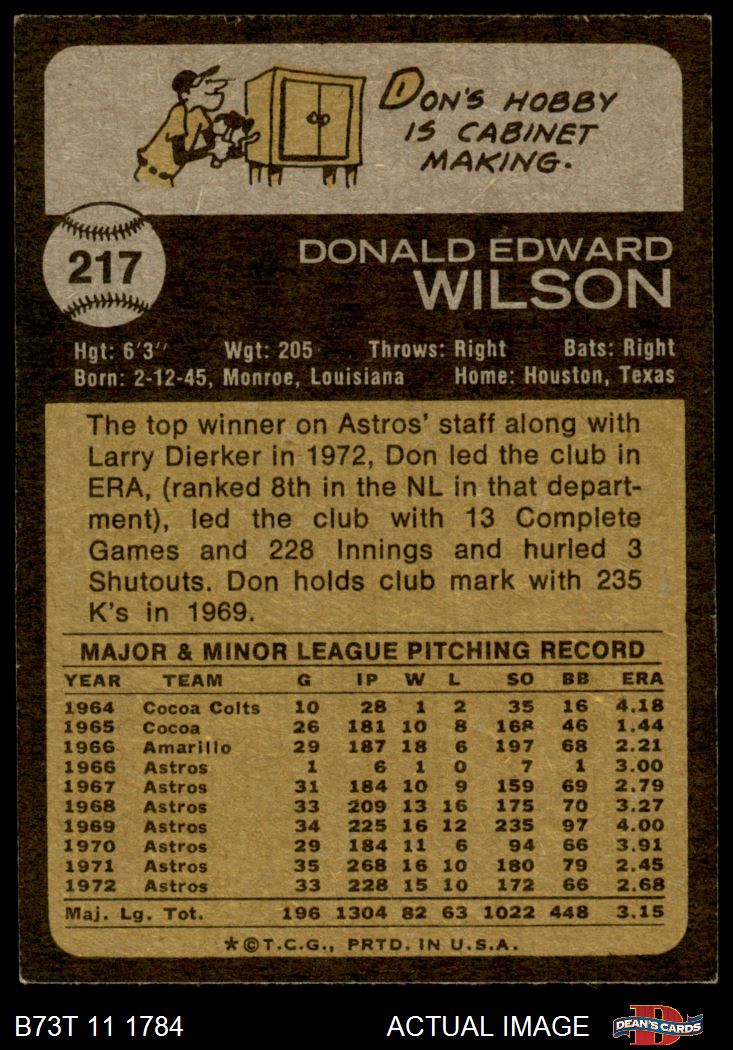 DON'S HOBBY
IS CABINET
MAKING.
217
DONALD EDWARD
WILSON
Hgt: 6'3" Wgt: 205 Throws: Right Bats: Right
Born: 2-12-45, Monroe, Louisiana Home: Houston, Texas
The top winner on Astros' staff along with
Larry Dierker in 1972, Don led the club in
ERA, (ranked 8th in the NL in that depart-
ment), led the club with 13 Complete
Games and 228 Innings and hurled 3
Shutouts. Don holds club mark with 235
K's in 1969.
MAJOR & MINOR LEAGUE PITCHING RECORD
YEAR TEAM G IP W L SO BB ERA
1964 Cocoa Colts 10 28 1 2 35 16 4.18
1965 Cocoa 26 181 10 8 168 46 1.44
1966 Amarillo 29 187 18 6 197 68 2.21
1966 Astros 1 6 1 0 7 1 3.00
1967 Astros 31 184 10 9 159 69 2.79
1968 Astros 33 209 13 16 175 70 3.27
1969 Astros 34 225 16 12 235 97 4.00
1970 Astros 29 184 11 6 94 66 3.91
1971 Astros 35 268 16 10 180 79 2.45
1972 Astros 33 228 15 10 172 66 2.68
Maj. Lg. Tot. 196 1304 82 63 1022 448 3.15
*©T.C.G., PRTD. IN U.S.A.
B73T 11 1784 ACTUAL IMAGE DEAN'S CARDS